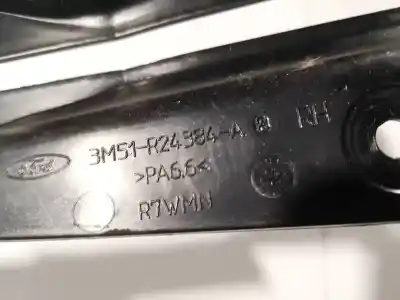 Ford
3M51-R24384-A RH
>PA6.6<
R7WMN